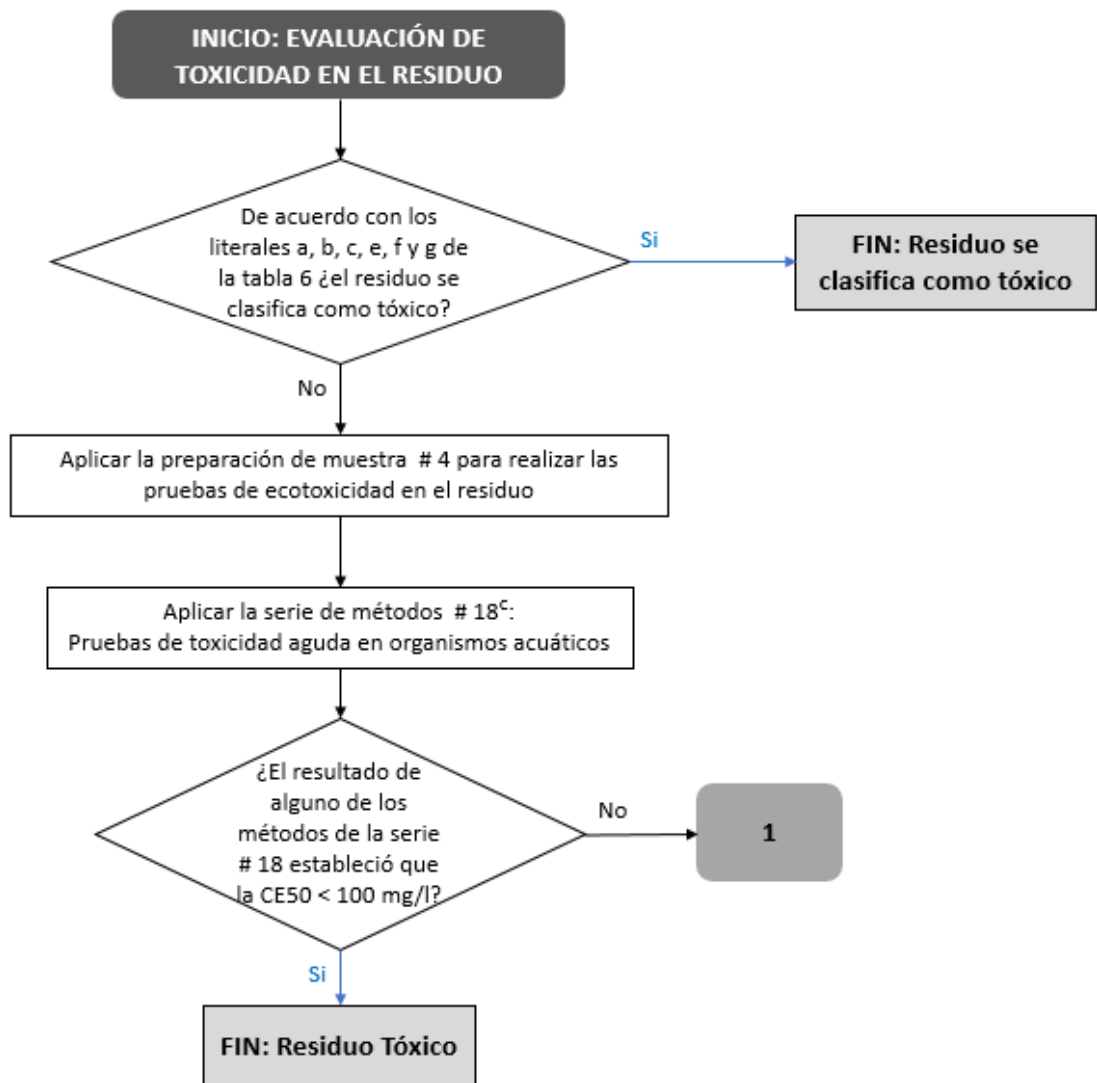 INICIO: EVALUACIÓN DE
TOXICIDAD EN EL RESIDUO
De acuerdo con los
literales a, b, c, e, f y g de
la tabla 6 ¿el residuo se
clasifica como tóxico?
Si
FIN: Residuo se
clasifica como tóxico
No
Aplicar la preparación de muestra # 4 para realizar las
pruebas de ecotoxicidad en el residuo
Aplicar la serie de métodos # 18ᶜ:
Pruebas de toxicidad aguda en organismos acuáticos
¿El resultado de
alguno de los
métodos de la serie
# 18 estableció que
la CE50 < 100 mg/l?
No
1
Si
FIN: Residuo Tóxico